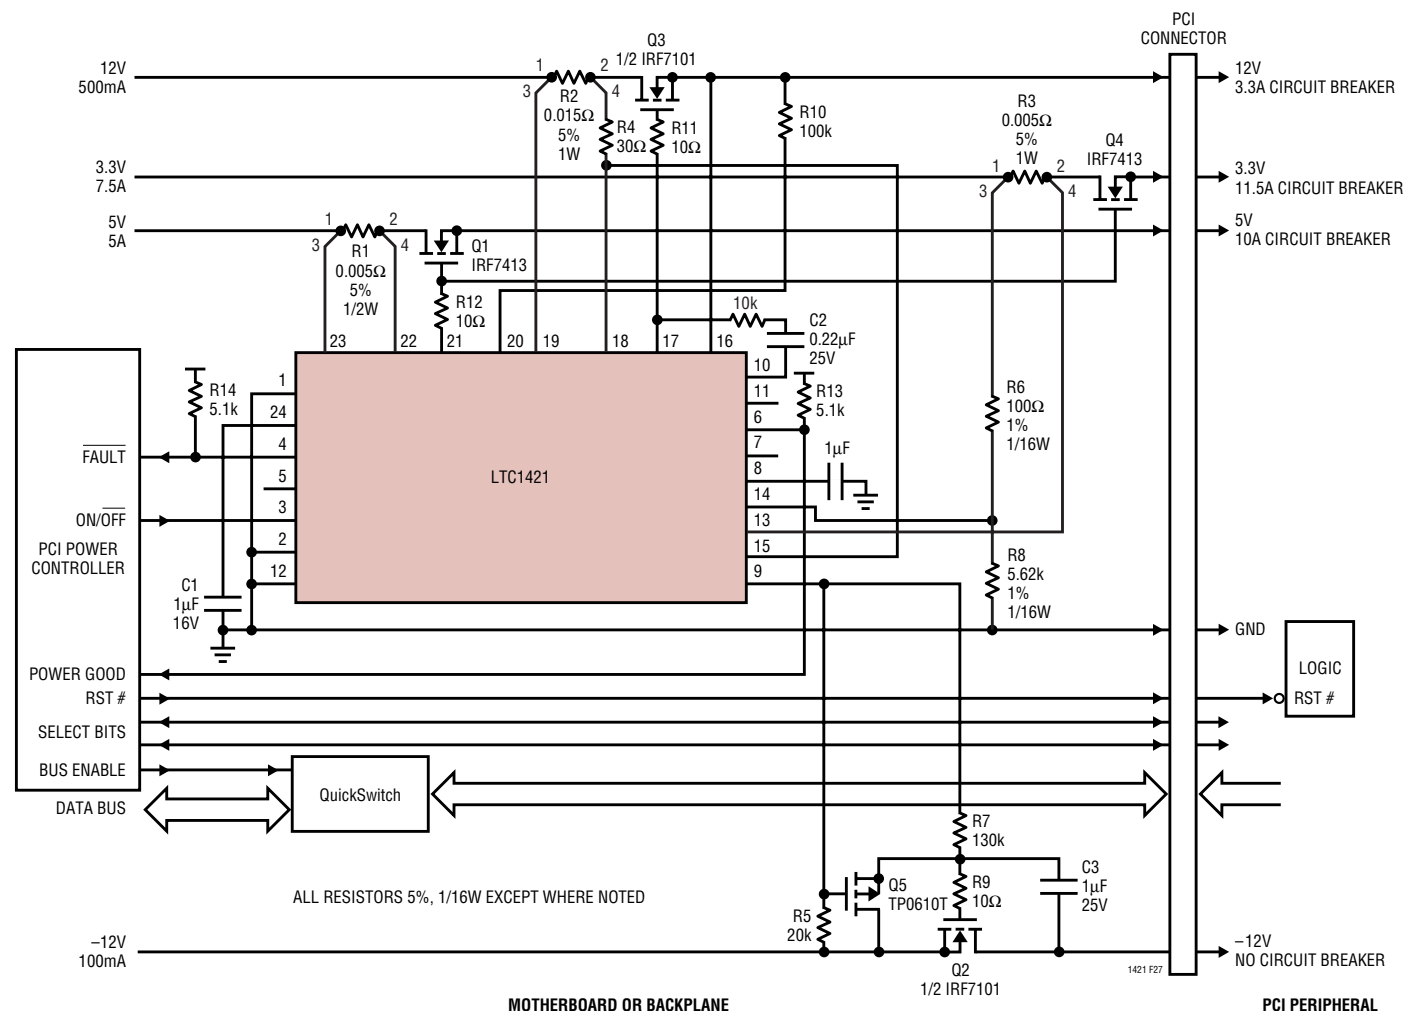 PCI
CONNECTOR
12V
500mA
1
2
3
4
R2
0.015Ω
5%
1W
Q3
1/2 IRF7101
R4
30Ω
R11
10Ω
R10
100k
12V
3.3A CIRCUIT BREAKER
3.3V
7.5A
R3
0.005Ω
5%
1W
1
2
3
4
Q4
IRF7413
3.3V
11.5A CIRCUIT BREAKER
5V
5A
1
2
3
4
R1
0.005Ω
5%
1/2W
Q1
IRF7413
5V
10A CIRCUIT BREAKER
R12
10Ω
10k
C2
0.22µF
25V
23
22
21
20
19
18
17
16
1
24
4
5
3
2
12
LTC1421
10
11
6
7
8
14
13
15
9
R14
5.1k
R13
5.1k
1µF
R6
100Ω
1%
1/16W
R8
5.62k
1%
1/16W
C1
1µF
16V
FAULT
ON/OFF
PCI POWER
CONTROLLER
POWER GOOD
RST #
SELECT BITS
BUS ENABLE
DATA BUS
QuickSwitch
GND
LOGIC
RST #
R7
130k
Q5
TP0610T
R9
10Ω
C3
1µF
25V
R5
20k
ALL RESISTORS 5%, 1/16W EXCEPT WHERE NOTED
–12V
100mA
Q2
1/2 IRF7101
1421 F27
–12V
NO CIRCUIT BREAKER
MOTHERBOARD OR BACKPLANE
PCI PERIPHERAL